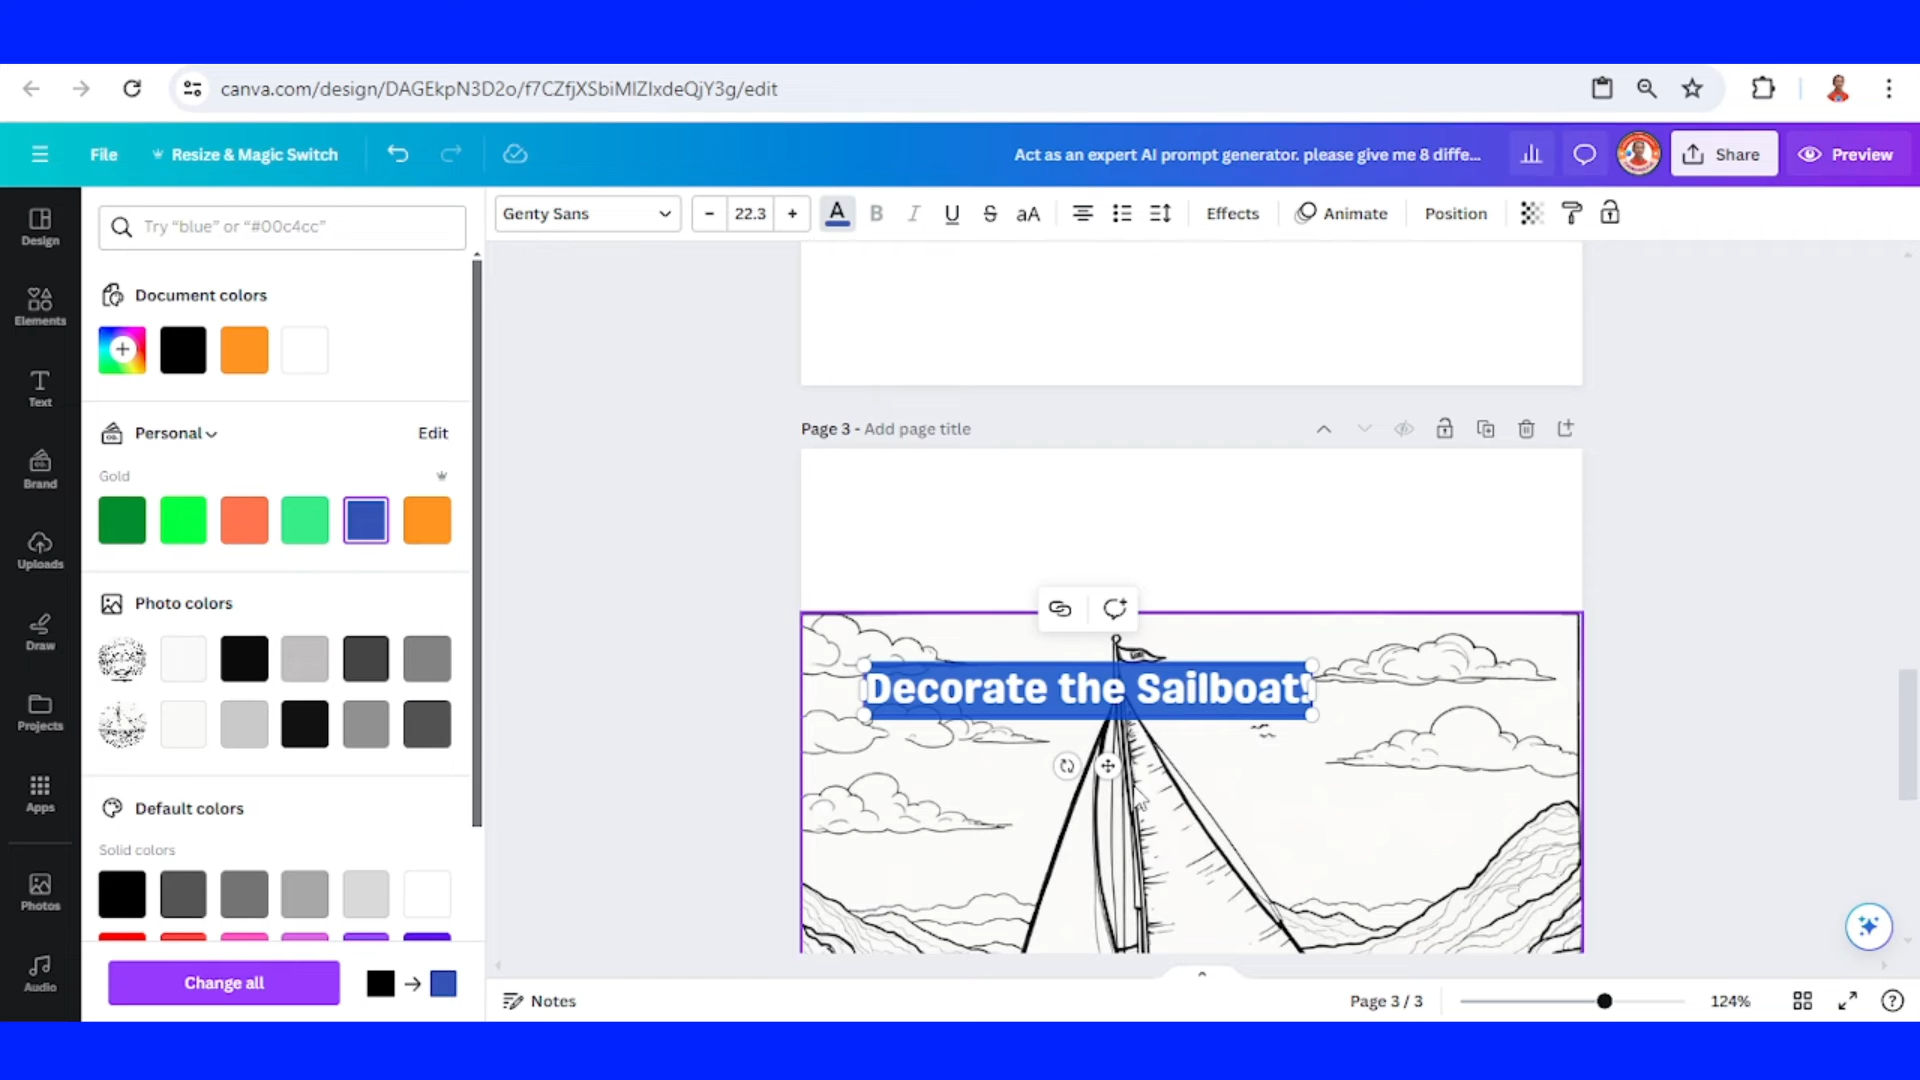 canva.com/design/DAGEkpN3D2o/f7CZfjXSbiMlZIxdeQjY3g/edit
File
Resize & Magic Switch
Act as an expert AI prompt generator. please give me 8 diffe...
Share
Preview
Design
Elements
Text
Brand
Uploads
Draw
Projects
Apps
Photos
Audio
Try “blue” or “#00c4cc”
Document colors
Personal
Edit
Gold
Photo colors
Default colors
Solid colors
Change all
Genty Sans
– 22.3 +
A B I U S aA
Effects
Animate
Position
Page 3 - Add page title
Decorate the Sailboat!
Notes
Page 3 / 3
124%